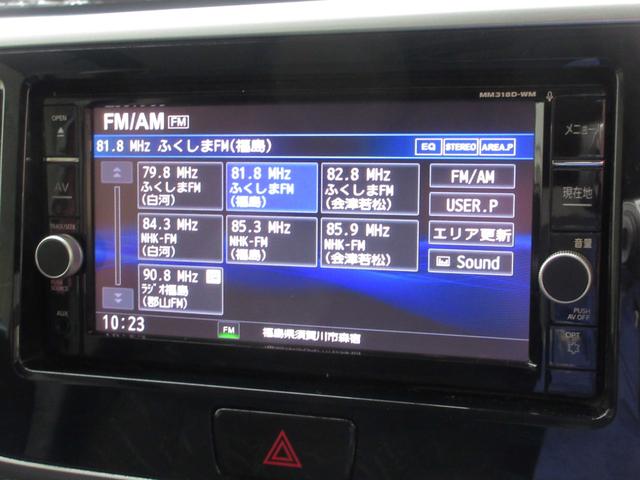 MM318D-WM
OPEN
FM/AM FM
81.8 MHz ふくしまFM(福島)
EQ STEREO AREA.P
メニュー
AV
79.8 MHz
ふくしまFM
(白河)
81.8 MHz
ふくしまFM
(福島)
82.8 MHz
ふくしまFM
(会津若松)
FM/AM
現在地
USER.P
84.3 MHz
NHK-FM
(白河)
85.3 MHz
NHK-FM
(福島)
85.9 MHz
NHK-FM
(会津若松)
エリア更新
音量
TRACK/SEEK
Sound
90.8 MHz
ラジオ福島
(郡山FM)
PUSH
SOURCE
PUSH
AV OFF
AUX
10:23
FM
福島県須賀川市森宿
OPT